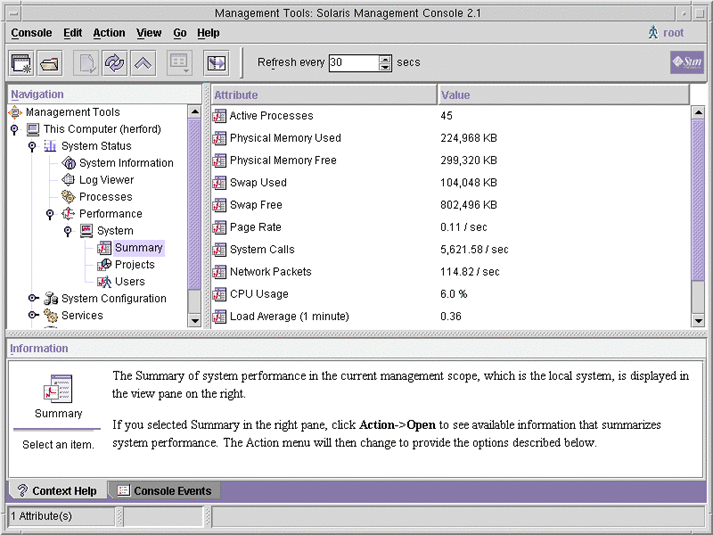 Management Tools: Solaris Management Console 2.1
Console Edit Action View Go Help
root
Refresh every 30 secs
Sun
Navigation
Management Tools
This Computer (herford)
System Status
System Information
Log Viewer
Processes
Performance
System
Summary
Projects
Users
System Configuration
Services
Attribute Value
Active Processes 45
Physical Memory Used 224,968 KB
Physical Memory Free 299,320 KB
Swap Used 104,048 KB
Swap Free 802,496 KB
Page Rate 0.11 / sec
System Calls 5,621.58 / sec
Network Packets 114.82 / sec
CPU Usage 6.0 %
Load Average (1 minute) 0.36
Information
Summary
Select an item.
The Summary of system performance in the current management scope, which is the local system, is displayed in
the view pane on the right.
If you selected Summary in the right pane, click Action->Open to see available information that summarizes
system performance. The Action menu will then change to provide the options described below.
Context Help Console Events
1 Attribute(s)